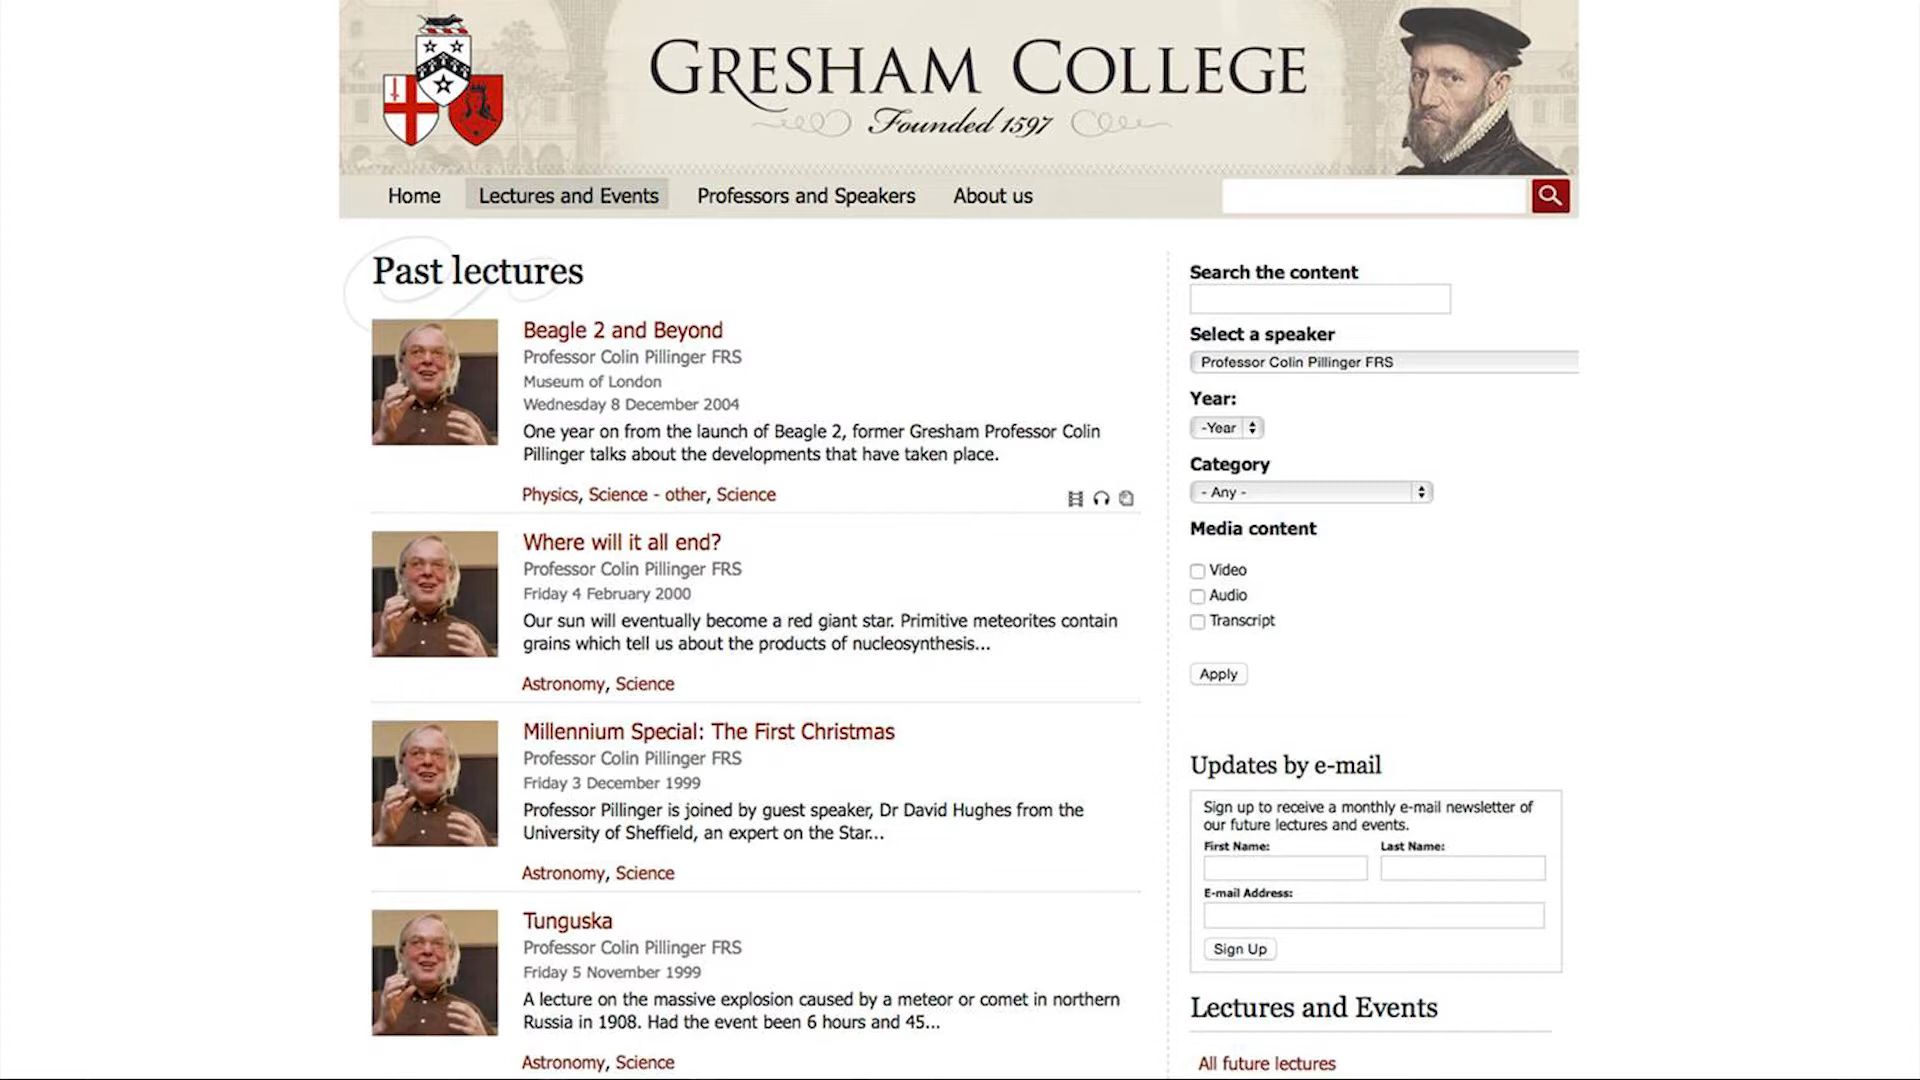 GRESHAM COLLEGE
Founded 1597
Home
Lectures and Events
Professors and Speakers
About us
Past lectures
Beagle 2 and Beyond
Professor Colin Pillinger FRS
Museum of London
Wednesday 8 December 2004
One year on from the launch of Beagle 2, former Gresham Professor Colin
Pillinger talks about the developments that have taken place.
Physics, Science - other, Science
Where will it all end?
Professor Colin Pillinger FRS
Friday 4 February 2000
Our sun will eventually become a red giant star. Primitive meteorites contain
grains which tell us about the products of nucleosynthesis...
Astronomy, Science
Millennium Special: The First Christmas
Professor Colin Pillinger FRS
Friday 3 December 1999
Professor Pillinger is joined by guest speaker, Dr David Hughes from the
University of Sheffield, an expert on the Star...
Astronomy, Science
Tunguska
Professor Colin Pillinger FRS
Friday 5 November 1999
A lecture on the massive explosion caused by a meteor or comet in northern
Russia in 1908. Had the event been 6 hours and 45...
Astronomy, Science
Search the content
Select a speaker
Professor Colin Pillinger FRS
Year:
-Year
Category
- Any -
Media content
Video
Audio
Transcript
Apply
Updates by e-mail
Sign up to receive a monthly e-mail newsletter of
our future lectures and events.
First Name:
Last Name:
E-mail Address:
Sign Up
Lectures and Events
All future lectures